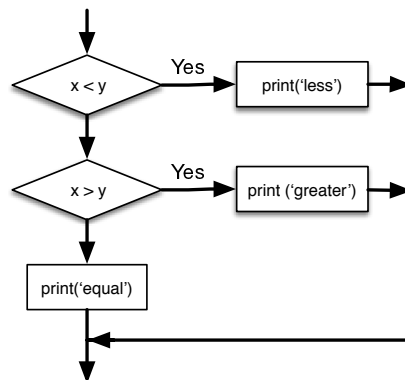 Yes
x < y
print(‘less’)
Yes
x > y
print (‘greater’)
print(‘equal’)